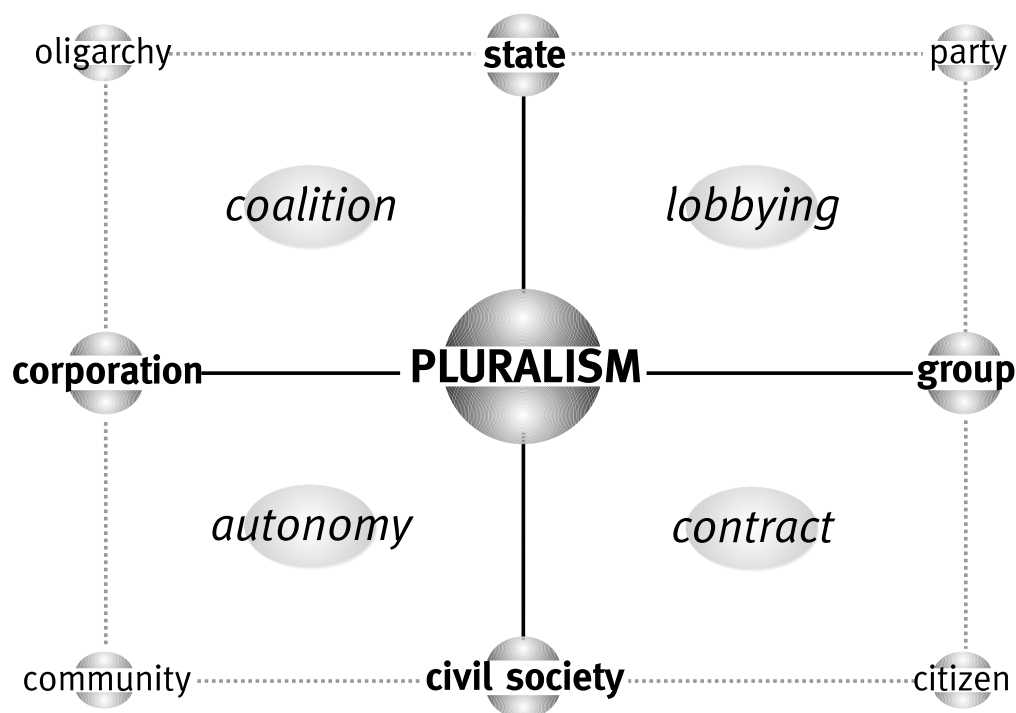 oligarchy state party
coalition lobbying
corporation PLURALISM group
autonomy contract
community civil society citizen